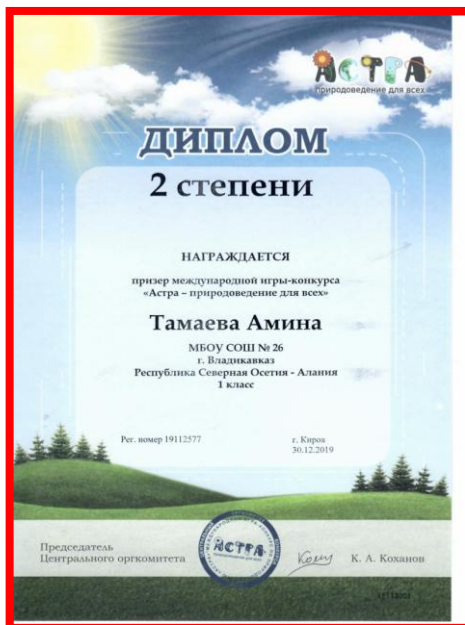 АСТРА
природоведение для всех
ДИПЛОМ
2 степени
НАГРАЖДАЕТСЯ
призер международной игры-конкурса
«Астра – природоведение для всех»
Тамаева Амина
МБОУ СОШ № 26
г. Владикавказ
Республика Северная Осетия - Алания
1 класс
Рег. номер 19112577
г. Киров
30.12.2019
Председатель
Центрального оргкомитета
АСТРА
К. А. Коханов